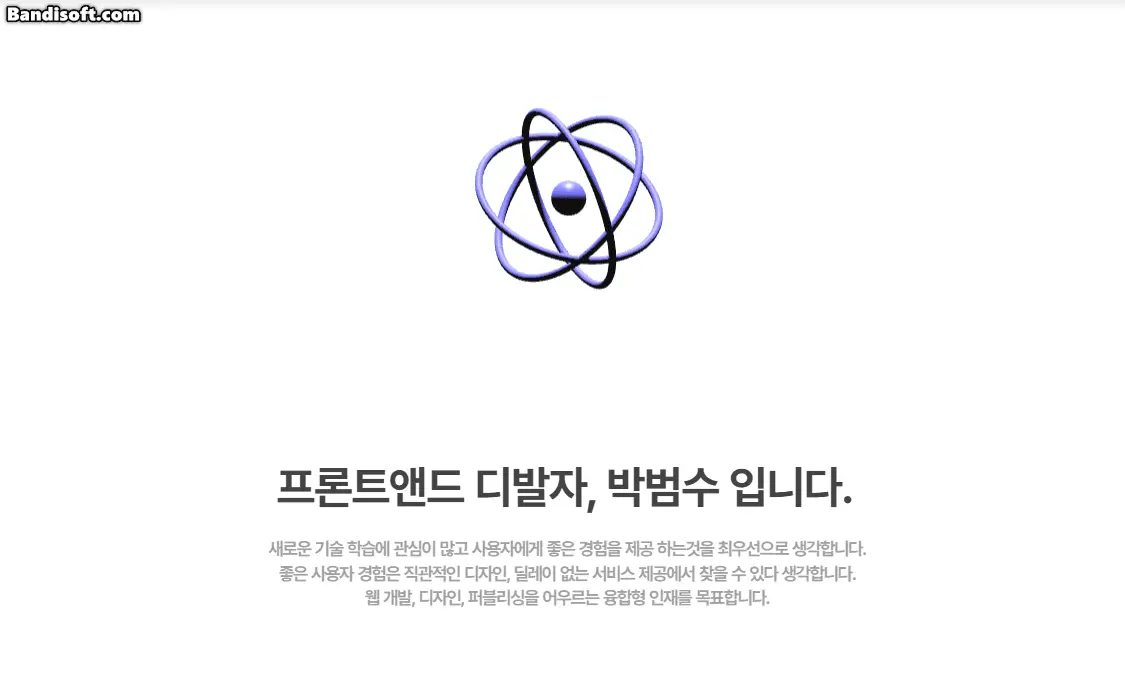 Bandisoft.com
프론트앤드 디발자, 박범수 입니다.
새로운 기술 학습에 관심이 많고 사용자에게 좋은 경험을 제공 하는것을 최우선으로 생각합니다.
좋은 사용자 경험은 직관적인 디자인, 딜레이 없는 서비스 제공에서 찾을 수 있다 생각합니다.
웹 개발, 디자인, 퍼블리싱을 어우르는 융합형 인재를 목표합니다.